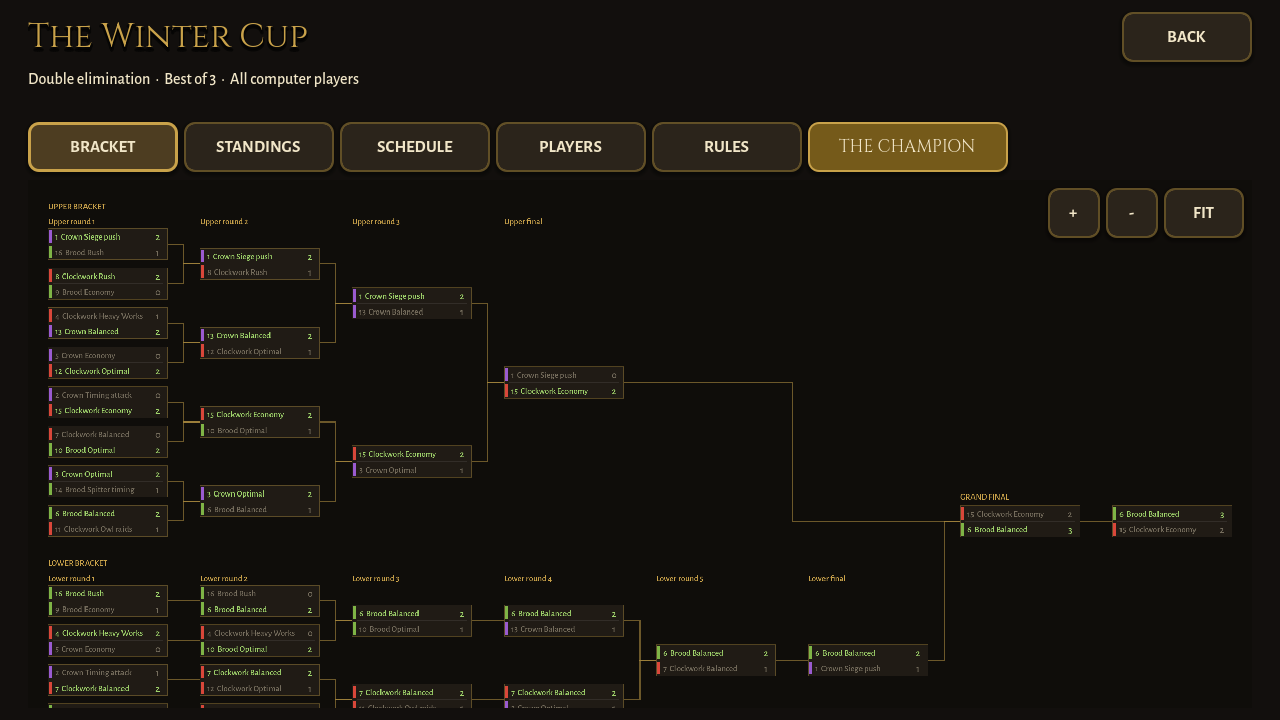 The Winter Cup
BACK
Double elimination · Best of 3 · All computer players
BRACKET
STANDINGS
SCHEDULE
PLAYERS
RULES
THE CHAMPION
+
-
FIT
UPPER BRACKET
Upper round 1
Upper round 2
Upper round 3
Upper final
1 Crown Siege push 2
16 Brood Rush 1
8 Clockwork Rush 2
9 Brood Economy 0
4 Clockwork Heavy Works 1
13 Crown Balanced 2
5 Crown Economy 0
12 Clockwork Optimal 2
2 Crown Timing attack 0
15 Clockwork Economy 2
7 Clockwork Balanced 0
10 Brood Optimal 2
3 Crown Optimal 2
14 Brood Spitter timing 1
6 Brood Balanced 2
11 Clockwork Owl raids 1
1 Crown Siege push 2
8 Clockwork Rush 1
13 Crown Balanced 2
12 Clockwork Optimal 1
15 Clockwork Economy 2
10 Brood Optimal 1
3 Crown Optimal 2
6 Brood Balanced 1
1 Crown Siege push 2
13 Crown Balanced 1
15 Clockwork Economy 2
3 Crown Optimal 1
1 Crown Siege push 0
15 Clockwork Economy 2
GRAND FINAL
15 Clockwork Economy 2
6 Brood Balanced 3
6 Brood Balanced 3
15 Clockwork Economy 2
LOWER BRACKET
Lower round 1
Lower round 2
Lower round 3
Lower round 4
Lower round 5
Lower final
16 Brood Rush 2
9 Brood Economy 1
4 Clockwork Heavy Works 2
5 Crown Economy 0
2 Crown Timing attack 1
7 Clockwork Balanced 2
16 Brood Rush 0
6 Brood Balanced 2
4 Clockwork Heavy Works 0
10 Brood Optimal 2
7 Clockwork Balanced 2
12 Clockwork Optimal 1
6 Brood Balanced 2
10 Brood Optimal 1
7 Clockwork Balanced 2
6 Brood Balanced 2
13 Crown Balanced 1
7 Clockwork Balanced 2
6 Brood Balanced 2
7 Clockwork Balanced 1
6 Brood Balanced 2
1 Crown Siege push 1